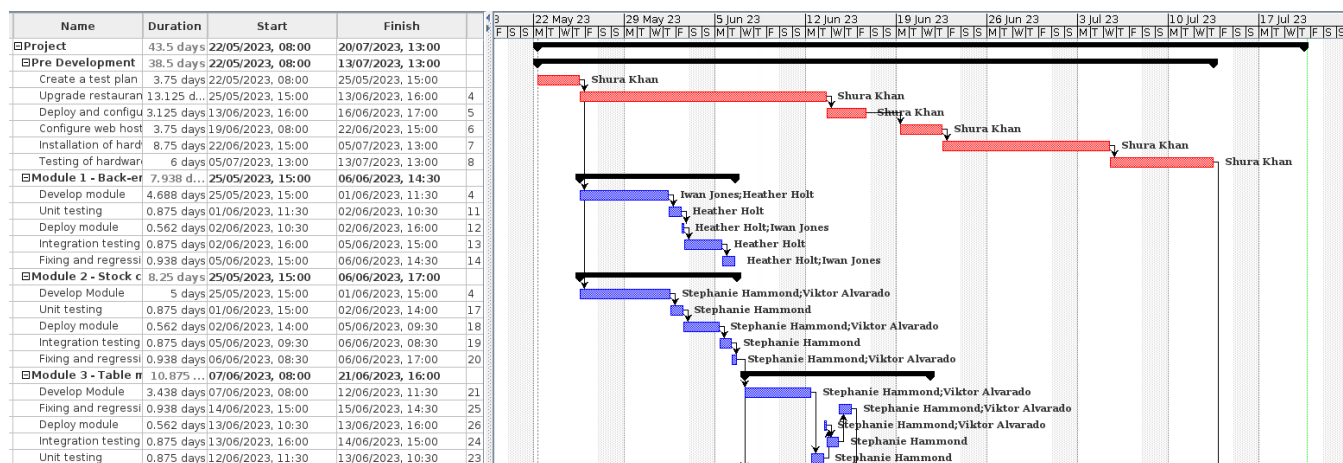 Name Duration Start Finish 3 22 May 23 29 May 23 5 Jun 23 12 Jun 23 19 Jun 23 26 Jun 23 3 Jul 23 10 Jul 23 17 Jul 23
F S S M T W T F S S M T W T F S S M T W T F S S M T W T F S S M T W T F S S M T W T F S S M T W T F S S M T W T F S S M T W T F S
Project 43.5 days 22/05/2023, 08:00 20/07/2023, 13:00
Pre Development 38.5 days 22/05/2023, 08:00 13/07/2023, 13:00
Create a test plan 3.75 days 22/05/2023, 08:00 25/05/2023, 15:00 Shura Khan
Upgrade restauran 13.125 d... 25/05/2023, 15:00 13/06/2023, 16:00 4 Shura Khan
Deploy and configu 3.125 days 13/06/2023, 16:00 16/06/2023, 17:00 5 Shura Khan
Configure web host 3.75 days 19/06/2023, 08:00 22/06/2023, 15:00 6 Shura Khan
Installation of hard 8.75 days 22/06/2023, 15:00 05/07/2023, 13:00 7 Shura Khan
Testing of hardwar 6 days 05/07/2023, 13:00 13/07/2023, 13:00 8 Shura Khan
Module 1 - Back-er 7.938 d... 25/05/2023, 15:00 06/06/2023, 14:30
Develop module 4.688 days 25/05/2023, 15:00 01/06/2023, 11:30 4 Iwan Jones;Heather Holt
Unit testing 0.875 days 01/06/2023, 11:30 02/06/2023, 10:30 11 Heather Holt
Deploy module 0.562 days 02/06/2023, 10:30 02/06/2023, 16:00 12 Heather Holt;Iwan Jones
Integration testing 0.875 days 02/06/2023, 16:00 05/06/2023, 15:00 13 Heather Holt
Fixing and regressi 0.938 days 05/06/2023, 15:00 06/06/2023, 14:30 14 Heather Holt;Iwan Jones
Module 2 - Stock c 8.25 days 25/05/2023, 15:00 06/06/2023, 17:00
Develop Module 5 days 25/05/2023, 15:00 01/06/2023, 15:00 4 Stephanie Hammond;Viktor Alvarado
Unit testing 0.875 days 01/06/2023, 15:00 02/06/2023, 14:00 17 Stephanie Hammond
Deploy module 0.562 days 02/06/2023, 14:00 05/06/2023, 09:30 18 Stephanie Hammond;Viktor Alvarado
Integration testing 0.875 days 05/06/2023, 09:30 06/06/2023, 08:30 19 Stephanie Hammond
Fixing and regressi 0.938 days 06/06/2023, 08:30 06/06/2023, 17:00 20 Stephanie Hammond;Viktor Alvarado
Module 3 - Table m 10.875 ... 07/06/2023, 08:00 21/06/2023, 16:00
Develop Module 3.438 days 07/06/2023, 08:00 12/06/2023, 11:30 21 Stephanie Hammond;Viktor Alvarado
Fixing and regressi 0.938 days 14/06/2023, 15:00 15/06/2023, 14:30 25 Stephanie Hammond;Viktor Alvarado
Deploy module 0.562 days 13/06/2023, 10:30 13/06/2023, 16:00 26 Stephanie Hammond;Viktor Alvarado
Integration testing 0.875 days 13/06/2023, 16:00 14/06/2023, 15:00 24 Stephanie Hammond
Unit testing 0.875 days 12/06/2023, 11:30 13/06/2023, 10:30 23 Stephanie Hammond